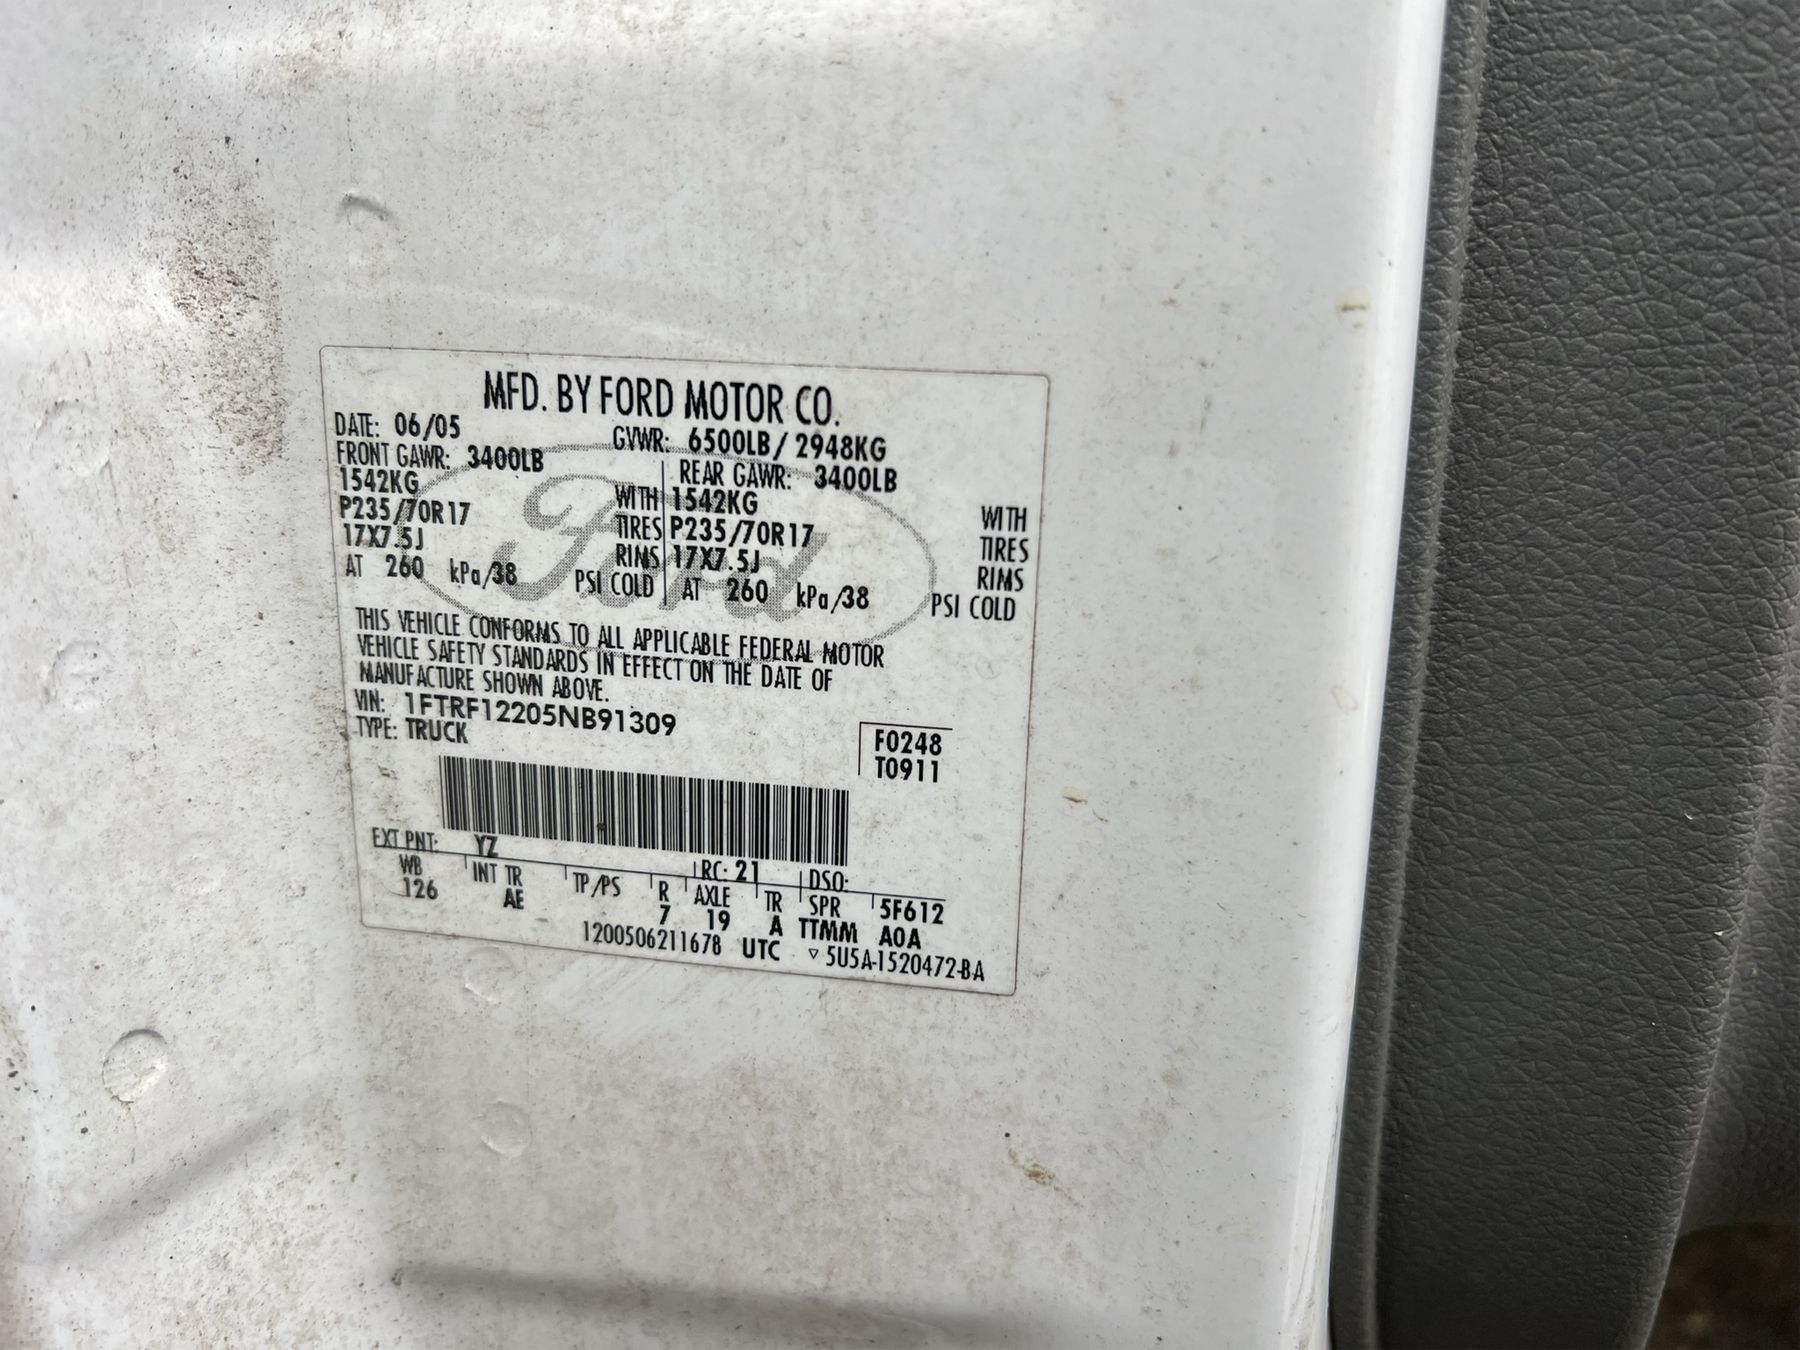 MFD. BY FORD MOTOR CO.
DATE: 06/05 GVWR: 6500LB/ 2948KG
FRONT GAWR: 3400LB REAR GAWR: 3400LB
1542KG WITH 1542KG WITH
P235/70R17 TIRES P235/70R17 TIRES
17X7.5J RIMS 17X7.5J RIMS
AT 260 kPa/38 PSI COLD AT 260 kPa/38 PSI COLD
Ford
THIS VEHICLE CONFORMS TO ALL APPLICABLE FEDERAL MOTOR
VEHICLE SAFETY STANDARDS IN EFFECT ON THE DATE OF
MANUFACTURE SHOWN ABOVE.
VIN: 1FTRF12205NB91309
TYPE: TRUCK
F0248
T0911
EXT PNT: YZ RC: 21 DSO:
WB INT TR TP/PS R AXLE TR SPR 5F612
126 AE 7 19 A TTMM A0A
1200506211678 UTC ▽ 5U5A-1520472-BA